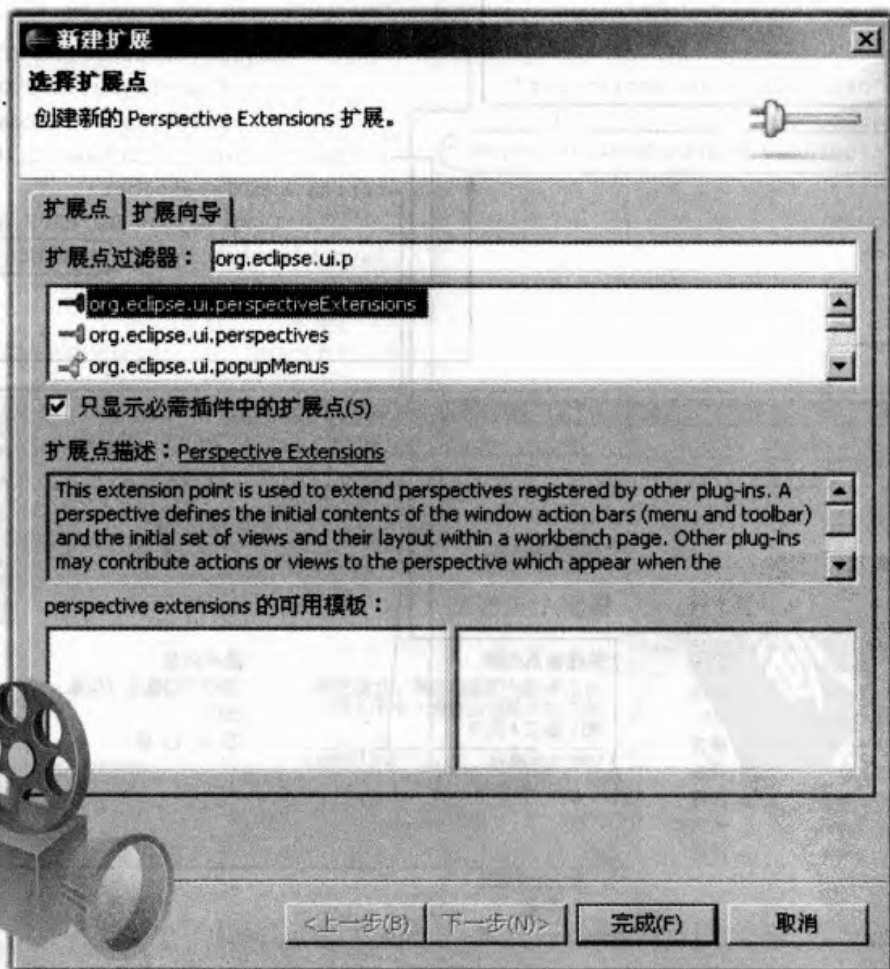 新建扩展
选择扩展点
创建新的 Perspective Extensions 扩展。
扩展点 扩展向导
扩展点过滤器： org.eclipse.ui.p
org.eclipse.ui.perspectiveExtensions
org.eclipse.ui.perspectives
org.eclipse.ui.popupMenus
只显示必需插件中的扩展点(S)
扩展点描述：Perspective Extensions
This extension point is used to extend perspectives registered by other plug-ins. A
perspective defines the initial contents of the window action bars (menu and toolbar)
and the initial set of views and their layout within a workbench page. Other plug-ins
may contribute actions or views to the perspective which appear when the
perspective extensions 的可用模板：
<上一步(B) 下一步(N)> 完成(F) 取消